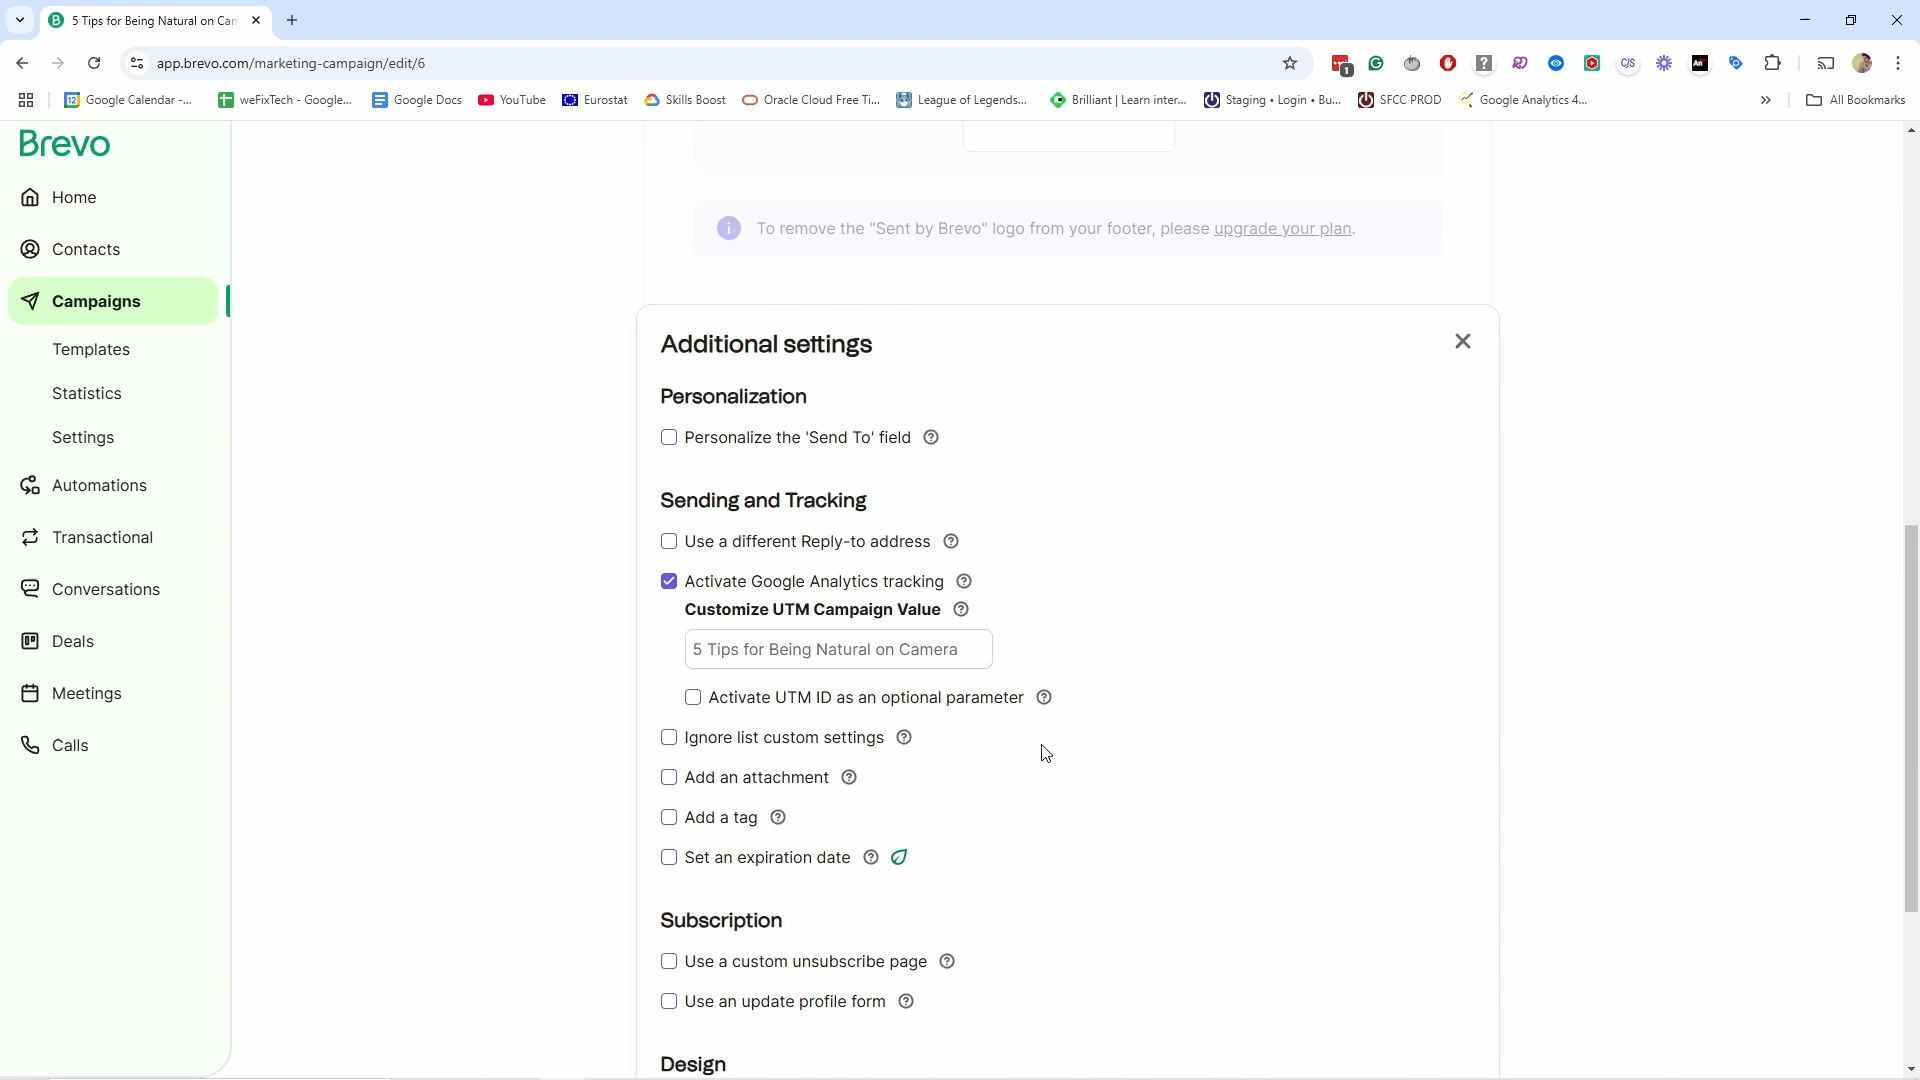 5 Tips for Being Natural on Can
app.brevo.com/marketing-campaign/edit/6
1
C/S
An
Google Calendar -...
weFixTech - Google...
Google Docs
YouTube
Eurostat
Skills Boost
Oracle Cloud Free Ti...
League of Legends...
Brilliant | Learn inter...
Staging • Login • Bu...
SFCC PROD
Google Analytics 4...
All Bookmarks
Brevo
Home
Contacts
Campaigns
Templates
Statistics
Settings
Automations
Transactional
Conversations
Deals
Meetings
Calls
To remove the "Sent by Brevo" logo from your footer, please upgrade your plan.
Additional settings
Personalization
Personalize the 'Send To' field
Sending and Tracking
Use a different Reply-to address
Activate Google Analytics tracking
Customize UTM Campaign Value
5 Tips for Being Natural on Camera
Activate UTM ID as an optional parameter
Ignore list custom settings
Add an attachment
Add a tag
Set an expiration date
Subscription
Use a custom unsubscribe page
Use an update profile form
Design